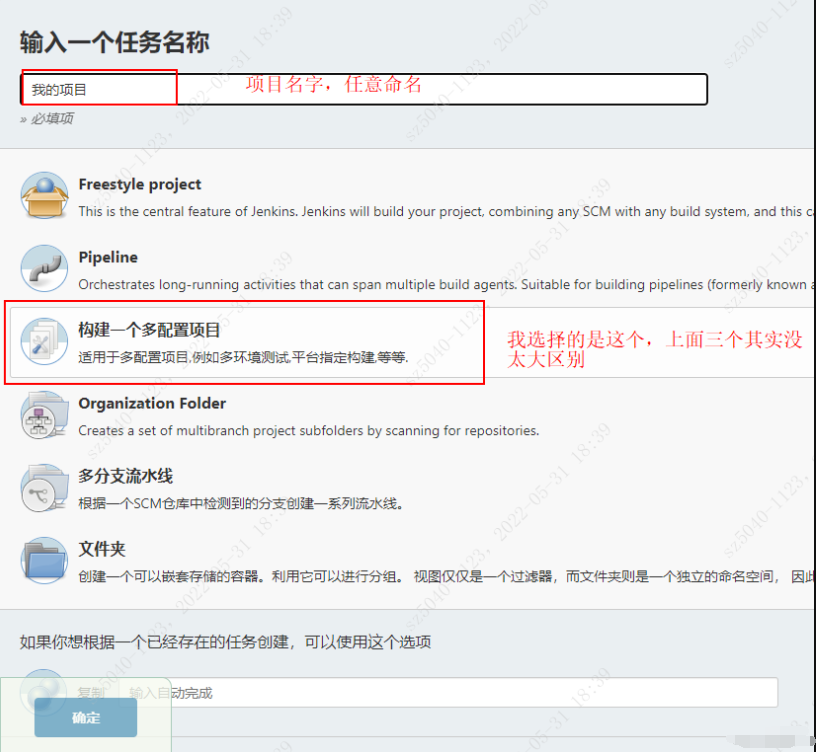 输入一个任务名称
我的项目
项目名字，任意命名
» 必填项
Freestyle project
This is the central feature of Jenkins. Jenkins will build your project, combining any SCM with any build system, and this
Pipeline
Orchestrates long-running activities that can span multiple build agents. Suitable for building pipelines (formerly known
构建一个多配置项目
适用于多配置项目,例如多环境测试,平台指定构建,等等.
我选择的是这个，上面三个其实没
太大区别
Organization Folder
Creates a set of multibranch project subfolders by scanning for repositories.
多分支流水线
根据一个SCM仓库中检测到的分支创建一系列流水线。
文件夹
创建一个可以嵌套存储的容器。利用它可以进行分组。 视图仅仅是一个过滤器，而文件夹则是一个独立的命名空间， 因此
如果你想根据一个已经存在的任务创建，可以使用这个选项
复制
输入自动完成
确定
sz5040-1123, 2022-05-31 18:39